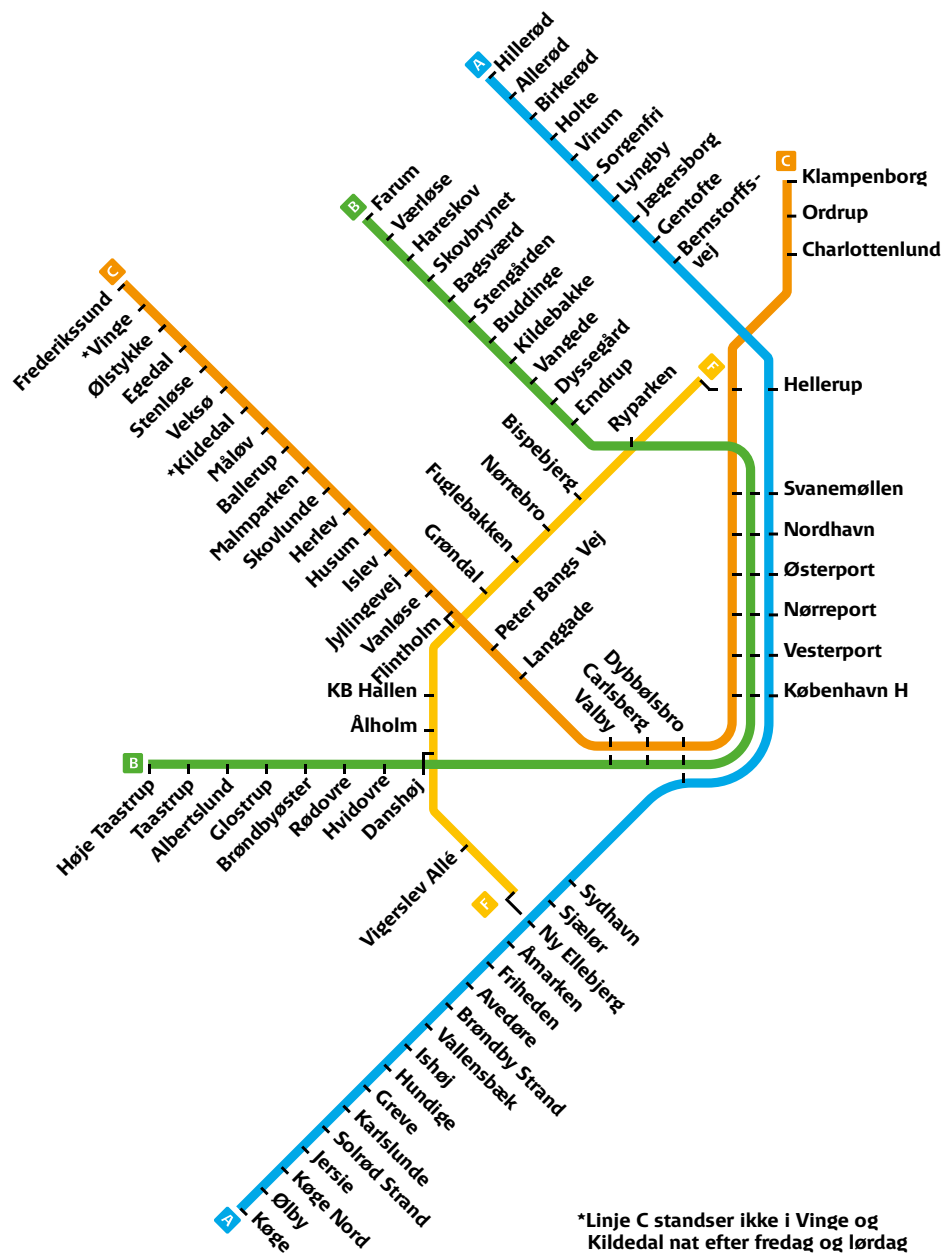 A
Hillerød
Allerød
Birkerød
Holte
Virum
Sorgenfri
Lyngby
Jægersborg
Gentofte
Bernstorffs-
vej
C
Klampenborg
Ordrup
Charlottenlund
B
Farum
Værløse
Hareskov
Skovbrynet
Bagsværd
Stengården
Buddinge
Kildebakke
Vangede
Dyssegård
Emdrup
Ryparken
C
Frederikssund
*Vinge
Ølstykke
Egedal
Stenløse
Veksø
*Kildedal
Måløv
Ballerup
Malmparken
Skovlunde
Herlev
Husum
Islev
Jyllingevej
Vanløse
Flintholm
Peter Bangs Vej
Langgade
Valby
Carlsberg
Dybbølsbro
F
Bispebjerg
Nørrebro
Fuglebakken
Grøndal
KB Hallen
Ålholm
Hellerup
Svanemøllen
Nordhavn
Østerport
Nørreport
Vesterport
København H
B
Høje Taastrup
Taastrup
Albertslund
Glostrup
Brøndbyøster
Rødovre
Hvidovre
Danshøj
Vigerslev Allé
F
Sydhavn
Sjælør
Ny Ellebjerg
Åmarken
Friheden
Avedøre
Brøndby Strand
Vallensbæk
Ishøj
Hundige
Greve
Karlslunde
Solrød Strand
Jersie
Køge Nord
Ølby
Køge
A
*Linje C standser ikke i Vinge og
Kildedal nat efter fredag og lørdag